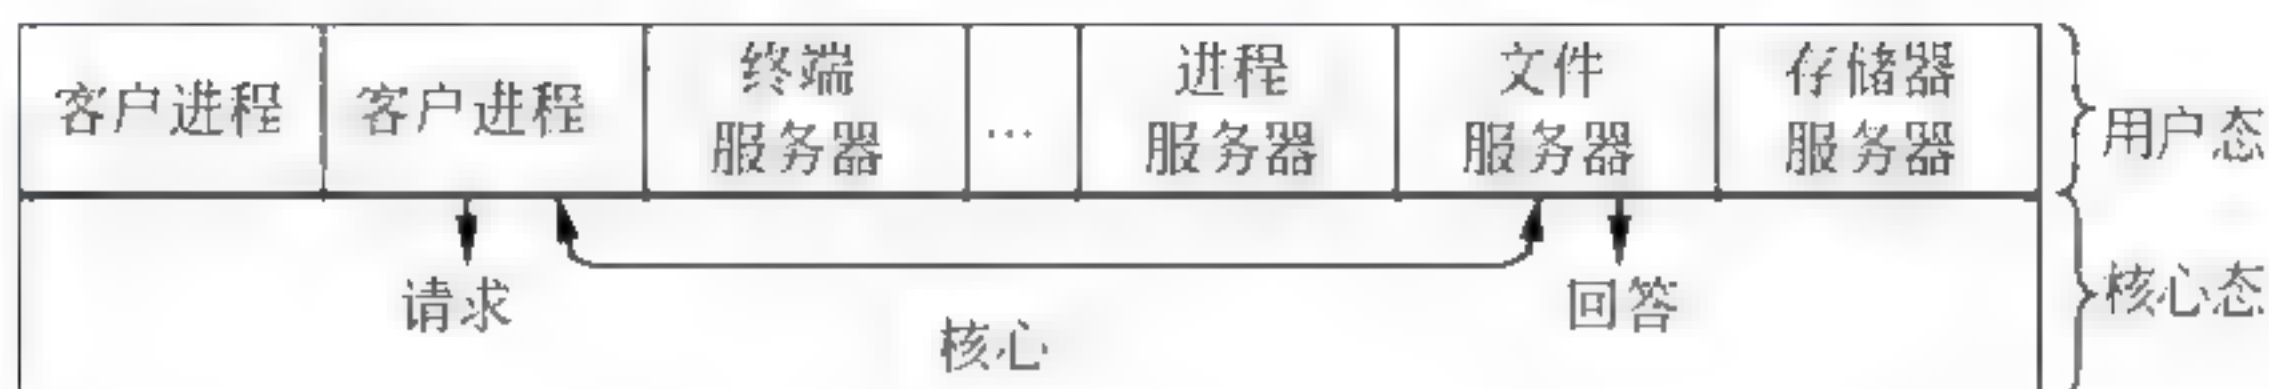 客户进程
客户进程
终端
服务器
…
进程
服务器
文件
服务器
存储器
服务器
用户态
请求
回答
核心态
核心